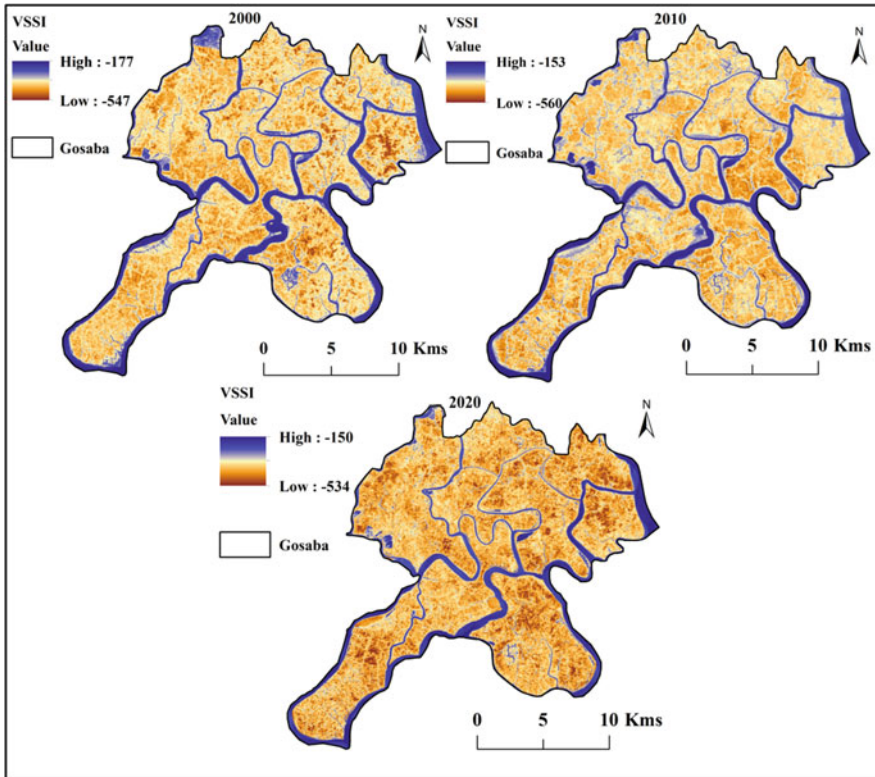 VSSI
Value
High : -177
Low : -547
Gosaba
2000
N
0 5 10 Kms
VSSI
Value
High : -153
Low : -560
Gosaba
2010
N
0 5 10 Kms
VSSI
Value
High : -150
Low : -534
Gosaba
2020
N
0 5 10 Kms